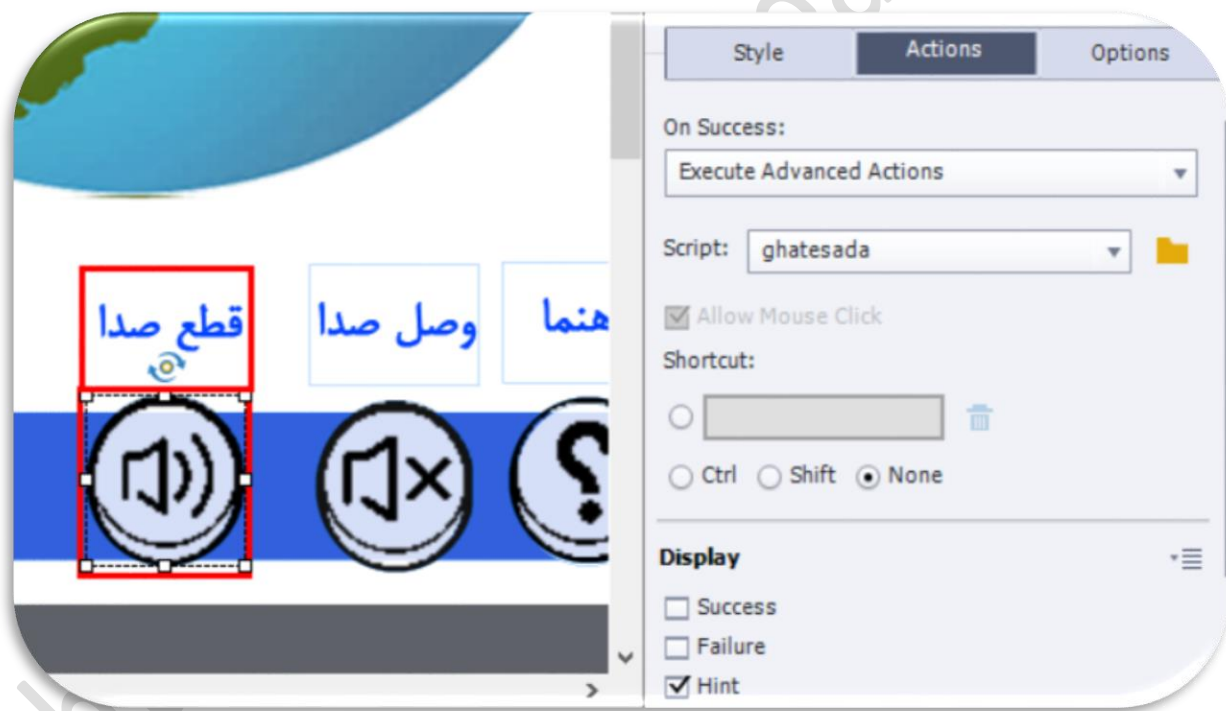 Style Actions Options
On Success:
Execute Advanced Actions
Script: ghatesada
Allow Mouse Click
Shortcut:
Ctrl Shift None
Display
Success
Failure
Hint
قطع صدا
وصل صدا
هنما